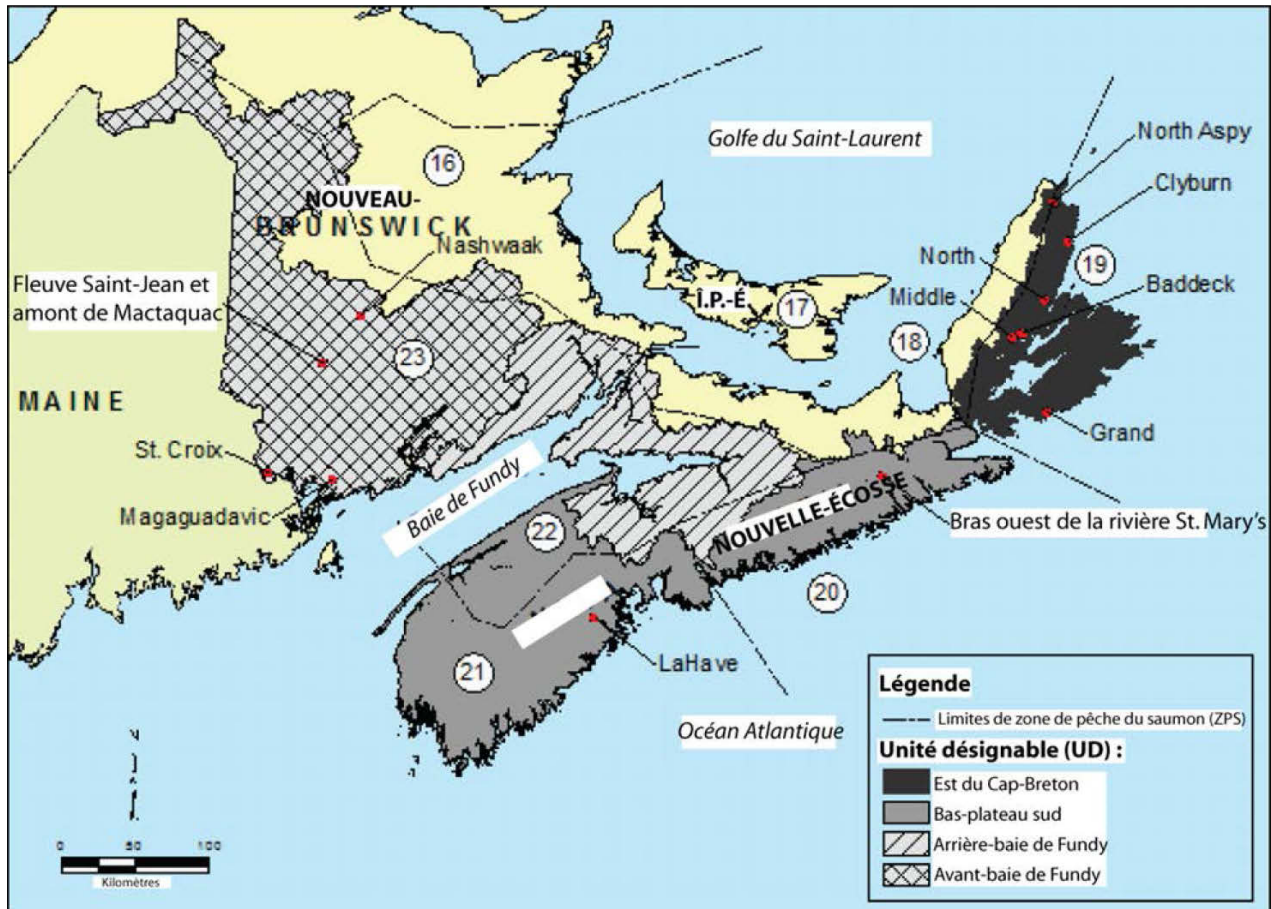 North Aspy
Golfe du Saint-Laurent
Clyburn
16
NOUVEAU-
BRUNSWICK
Nashwaak
North
19
Fleuve Saint-Jean et
amont de Mactaquac
Î.P.-É
17
Middle
Baddeck
18
23
MAINE
Grand
St. Croix
Baie de Fundy
NOUVELLE-ÉCOSSE
Magaguadavic
Bras ouest de la rivière St. Mary's
22
20
LaHave
21
Océan Atlantique
N
0 50 100
Kilomètres
Légende
Limites de zone de pêche du saumon (ZPS)
Unité désignable (UD) :
Est du Cap-Breton
Bas-plateau sud
Arrière-baie de Fundy
Avant-baie de Fundy